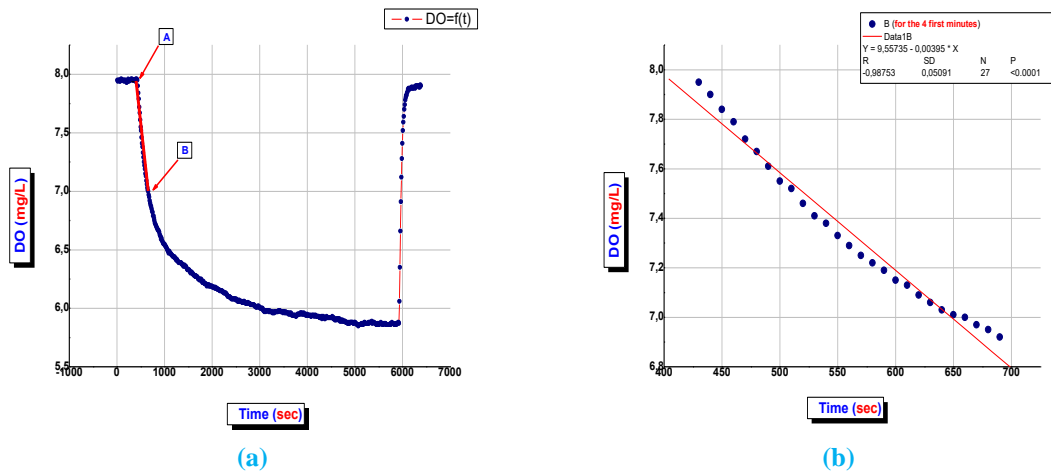 DO=f(t)
A
B
8,0
7,5
7,0
6,5
6,0
5,5
DO (mg/L)
-1000 0 1000 2000 3000 4000 5000 6000 7000
Time (sec)
(a)
B (for the 4 first minutes)
Data1B
Y = 9,55735 - 0,00395 * X
R SD N P
-0,98753 0,05091 27 <0.0001
8,0
7,8
7,6
7,4
7,2
7,0
6,8
DO (mg/L)
400 450 500 550 600 650 700
Time (sec)
(b)